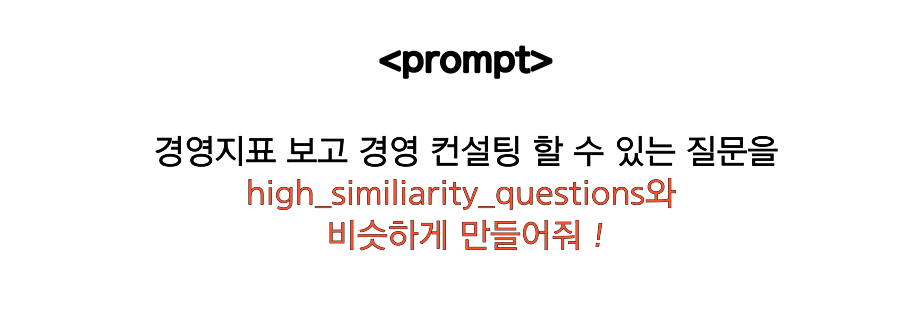 <prompt>
경영지표 보고 경영 컨설팅 할 수 있는 질문을
high_similiarity_questions와
비슷하게 만들어줘 !